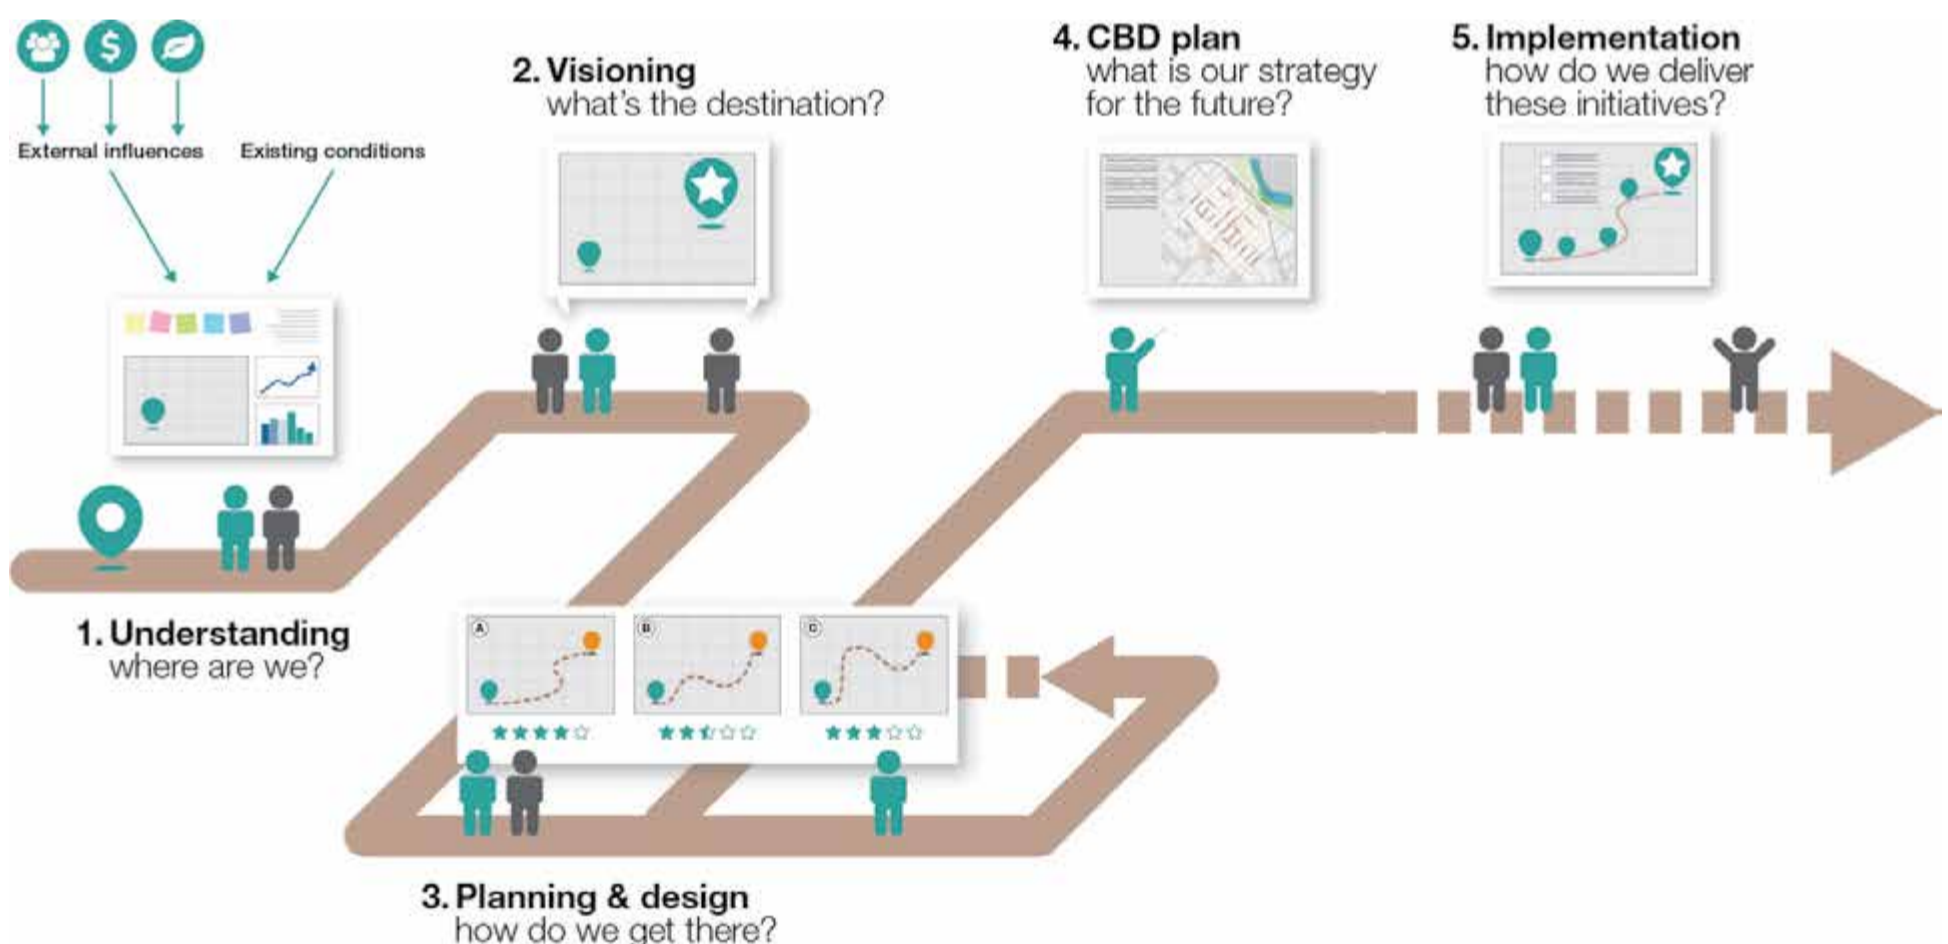 External influences
Existing conditions
1. Understanding
where are we?
2. Visioning
what's the destination?
A
B
C
3. Planning & design
how do we get there?
4. CBD plan
what is our strategy
for the future?
5. Implementation
how do we deliver
these initiatives?